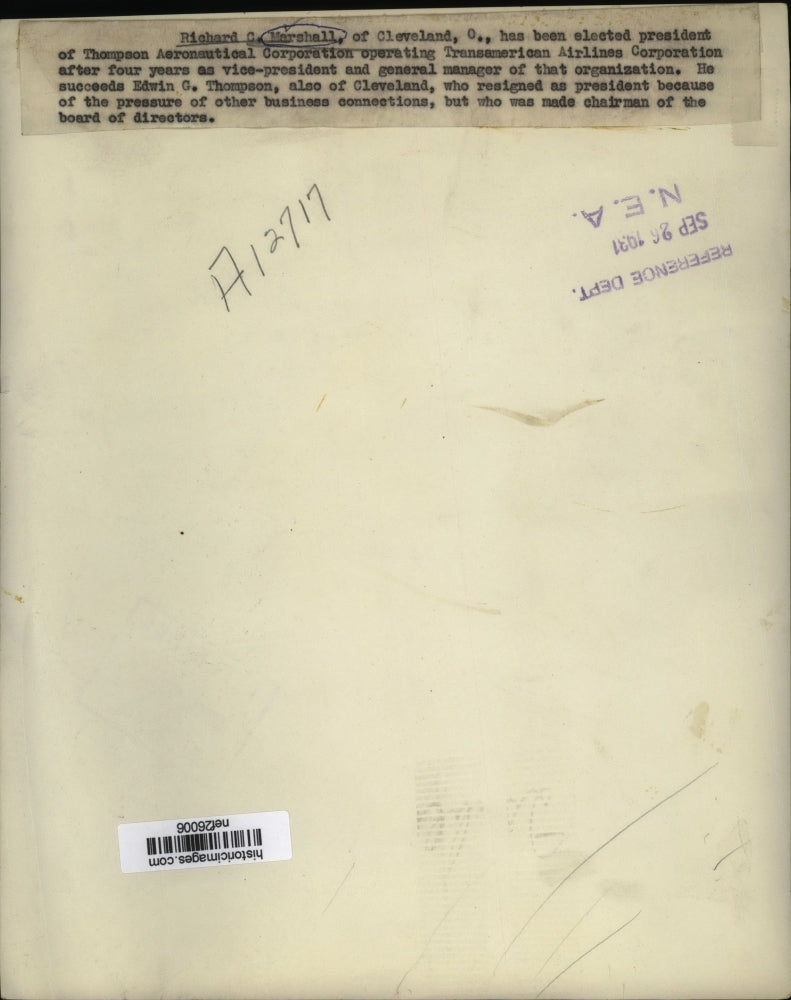 Richard C. Marshall, of Cleveland, O., has been elected president
of Thompson Aeronautical Corporation operating Transamerican Airlines Corporation
after four years as vice-president and general manager of that organization. He
succeeds Edwin G. Thompson, also of Cleveland, who resigned as president because
of the pressure of other business connections, but who was made chairman of the
board of directors.
A12717
REFERENCE DEPT.
SEP 26 1931
N. E. A.
historicimages.com
nef26006